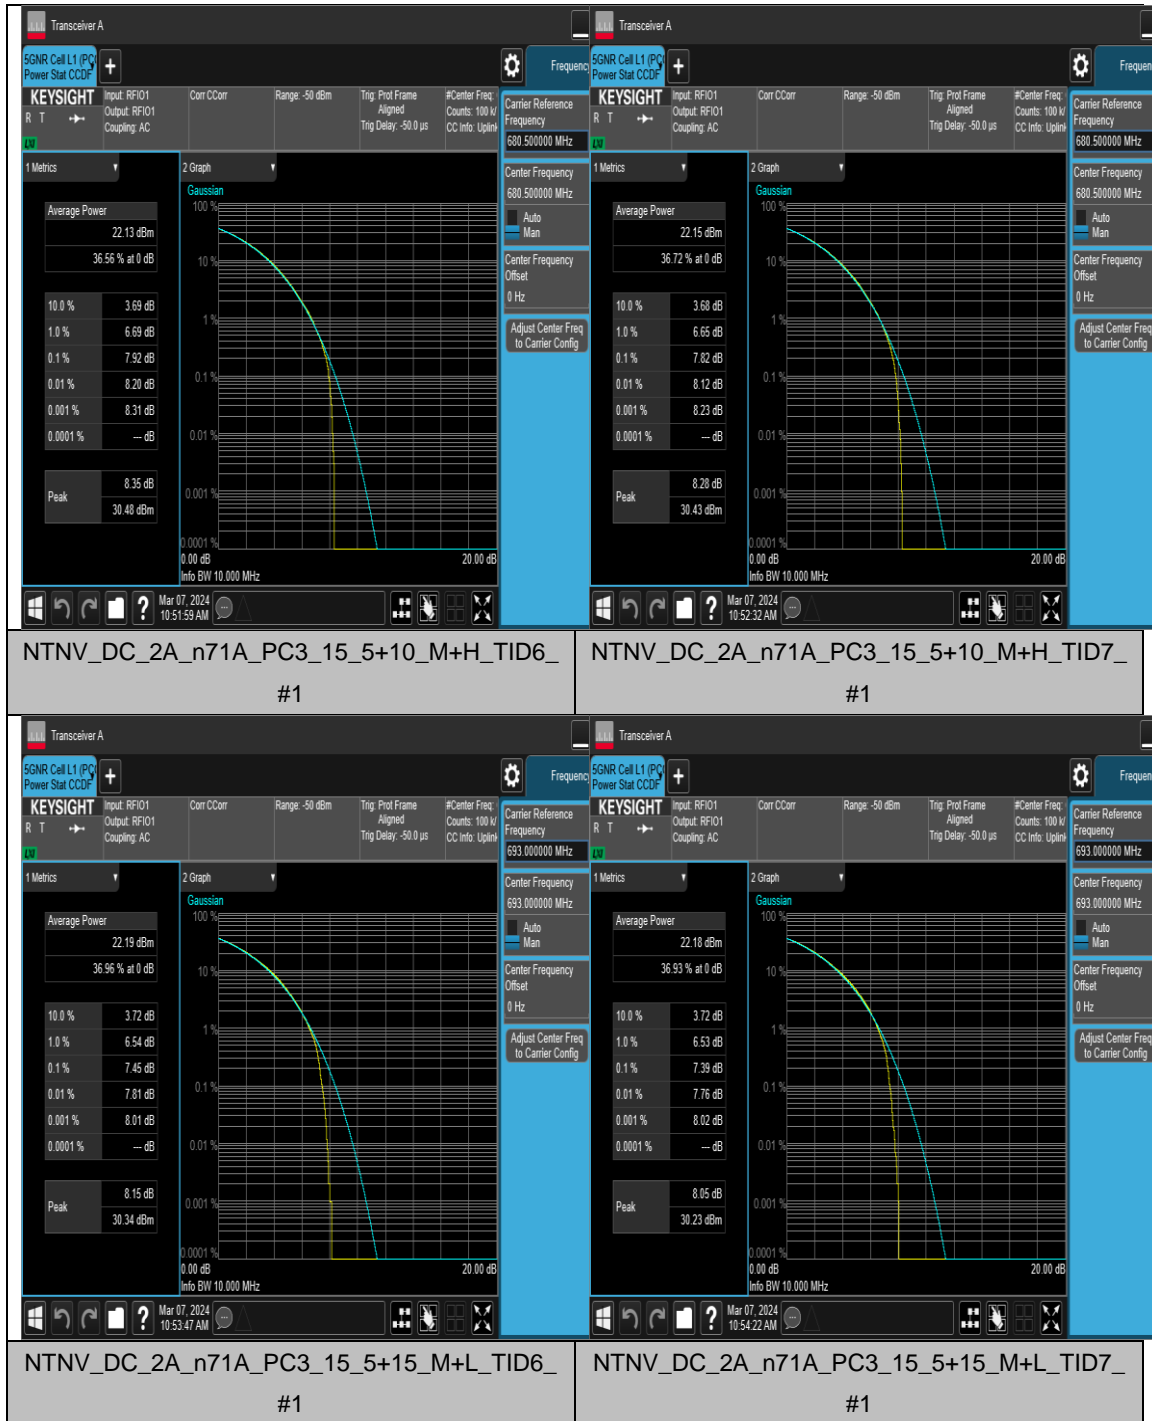 Transceiver A
5GNR Cell L1 (PC
Power Stat CCDF
+
Frequenc
KEYSIGHT
R T
LXI
Input: RFIO1
Output: RFIO1
Coupling: AC
Corr CCorr
Range: -50 dBm
Trig: Prot Frame
Aligned
Trig Delay: -50.0 µs
#Center Freq:
Counts: 100 k/
CC Info: Uplink
Carrier Reference
Frequency
680.500000 MHz
Center Frequency
680.500000 MHz
Auto
Man
Center Frequency
Offset
0 Hz
Adjust Center Freq
to Carrier Config
1 Metrics
Average Power
22.13 dBm
36.56 % at 0 dB
10.0 % 3.69 dB
1.0 % 6.69 dB
0.1 % 7.92 dB
0.01 % 8.20 dB
0.001 % 8.31 dB
0.0001 % --- dB
Peak
8.35 dB
30.48 dBm
2 Graph
Gaussian
100 %
10 %
1 %
0.1 %
0.01 %
0.001 %
0.0001 %
0.00 dB
20.00 dB
Info BW 10.000 MHz
?
Mar 07, 2024
10:51:59 AM
NTNV_DC_2A_n71A_PC3_15_5+10_M+H_TID6_
#1
Transceiver A
5GNR Cell L1 (PC
Power Stat CCDF
+
Frequen
KEYSIGHT
R T
LXI
Input: RFIO1
Output: RFIO1
Coupling: AC
Corr CCorr
Range: -50 dBm
Trig: Prot Frame
Aligned
Trig Delay: -50.0 µs
#Center Freq:
Counts: 100 k/
CC Info: Uplink
Carrier Reference
Frequency
680.500000 MHz
Center Frequency
680.500000 MHz
Auto
Man
Center Frequency
Offset
0 Hz
Adjust Center Freq
to Carrier Config
1 Metrics
Average Power
22.15 dBm
36.72 % at 0 dB
10.0 % 3.68 dB
1.0 % 6.65 dB
0.1 % 7.82 dB
0.01 % 8.12 dB
0.001 % 8.23 dB
0.0001 % --- dB
Peak
8.28 dB
30.43 dBm
2 Graph
Gaussian
100 %
10 %
1 %
0.1 %
0.01 %
0.001 %
0.0001 %
0.00 dB
20.00 dB
Info BW 10.000 MHz
?
Mar 07, 2024
10:52:32 AM
NTNV_DC_2A_n71A_PC3_15_5+10_M+H_TID7_
#1
Transceiver A
5GNR Cell L1 (PC
Power Stat CCDF
+
Frequenc
KEYSIGHT
R T
LXI
Input: RFIO1
Output: RFIO1
Coupling: AC
Corr CCorr
Range: -50 dBm
Trig: Prot Frame
Aligned
Trig Delay: -50.0 µs
#Center Freq:
Counts: 100 k/
CC Info: Uplink
Carrier Reference
Frequency
693.000000 MHz
Center Frequency
693.000000 MHz
Auto
Man
Center Frequency
Offset
0 Hz
Adjust Center Freq
to Carrier Config
1 Metrics
Average Power
22.19 dBm
36.96 % at 0 dB
10.0 % 3.72 dB
1.0 % 6.54 dB
0.1 % 7.45 dB
0.01 % 7.81 dB
0.001 % 8.01 dB
0.0001 % --- dB
Peak
8.15 dB
30.34 dBm
2 Graph
Gaussian
100 %
10 %
1 %
0.1 %
0.01 %
0.001 %
0.0001 %
0.00 dB
20.00 dB
Info BW 10.000 MHz
?
Mar 07, 2024
10:53:47 AM
NTNV_DC_2A_n71A_PC3_15_5+15_M+L_TID6_
#1
Transceiver A
5GNR Cell L1 (PC
Power Stat CCDF
+
Frequen
KEYSIGHT
R T
LXI
Input: RFIO1
Output: RFIO1
Coupling: AC
Corr CCorr
Range: -50 dBm
Trig: Prot Frame
Aligned
Trig Delay: -50.0 µs
#Center Freq:
Counts: 100 k/
CC Info: Uplink
Carrier Reference
Frequency
693.000000 MHz
Center Frequency
693.000000 MHz
Auto
Man
Center Frequency
Offset
0 Hz
Adjust Center Freq
to Carrier Config
1 Metrics
Average Power
22.18 dBm
36.93 % at 0 dB
10.0 % 3.72 dB
1.0 % 6.53 dB
0.1 % 7.39 dB
0.01 % 7.76 dB
0.001 % 8.02 dB
0.0001 % --- dB
Peak
8.05 dB
30.23 dBm
2 Graph
Gaussian
100 %
10 %
1 %
0.1 %
0.01 %
0.001 %
0.0001 %
0.00 dB
20.00 dB
Info BW 10.000 MHz
?
Mar 07, 2024
10:54:22 AM
NTNV_DC_2A_n71A_PC3_15_5+15_M+L_TID7_
#1